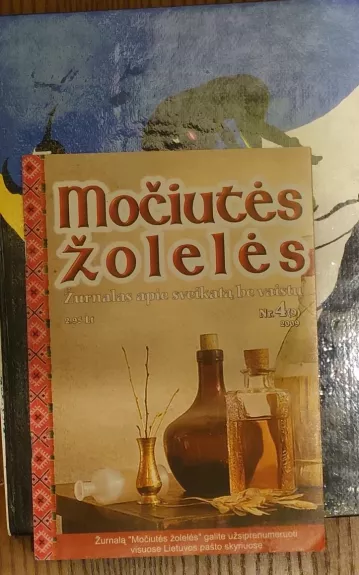 Močiutės
žolelės
Žurnalas apie sveikatą be vaistų
Nr. 4
2009
Žurnalą "Močiutės žolelės" galite užsiprenumeruoti
visuose Lietuvos pašto skyriuose